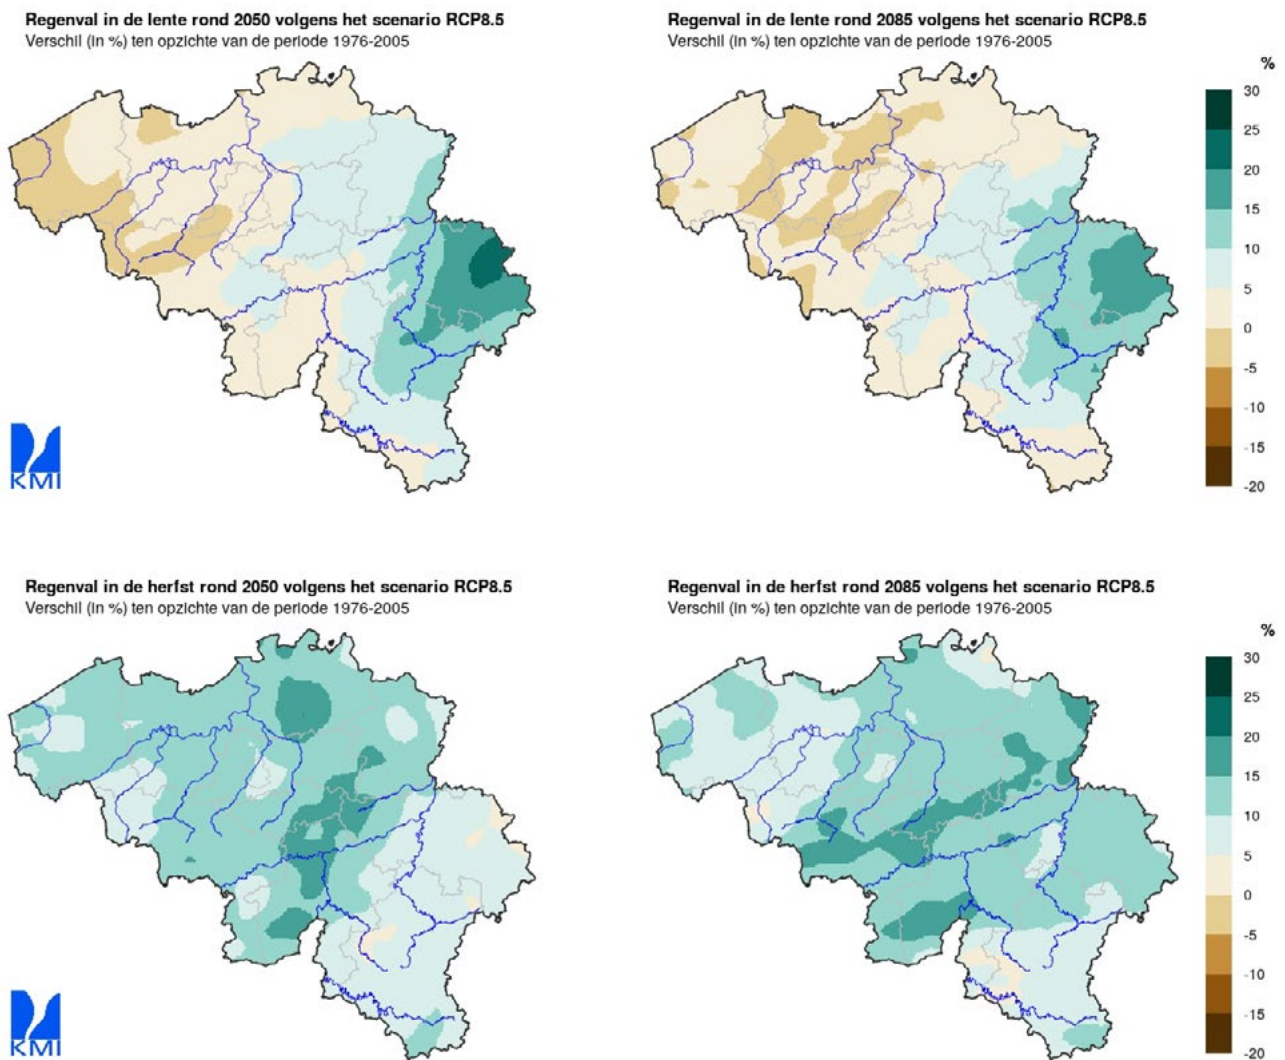 Regenval in de lente rond 2050 volgens het scenario RCP8.5
Verschil (in %) ten opzichte van de periode 1976-2005
Regenval in de lente rond 2085 volgens het scenario RCP8.5
Verschil (in %) ten opzichte van de periode 1976-2005
%
30
25
20
15
10
5
0
-5
-10
-15
-20
KMI
Regenval in de herfst rond 2050 volgens het scenario RCP8.5
Verschil (in %) ten opzichte van de periode 1976-2005
Regenval in de herfst rond 2085 volgens het scenario RCP8.5
Verschil (in %) ten opzichte van de periode 1976-2005
%
30
25
20
15
10
5
0
-5
-10
-15
-20
KMI